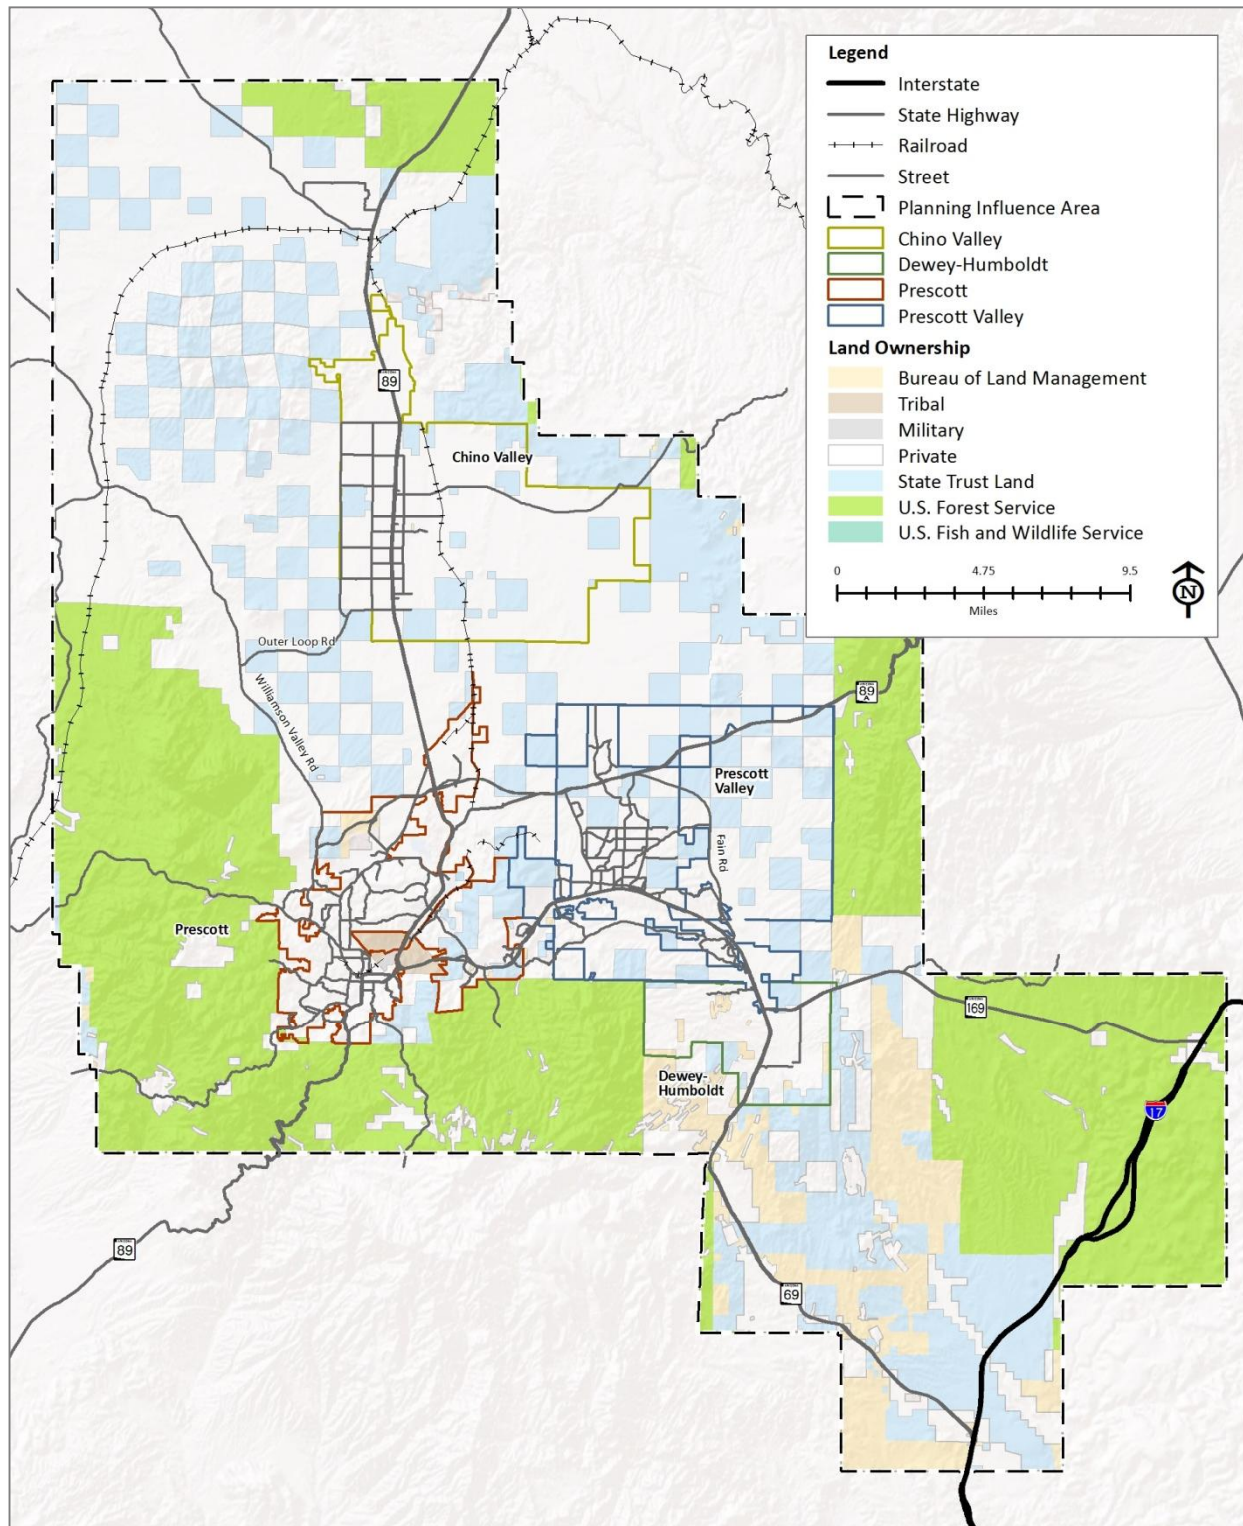 Legend
Interstate
State Highway
Railroad
Street
Planning Influence Area
Chino Valley
Dewey-Humboldt
Prescott
Prescott Valley
Land Ownership
Bureau of Land Management
Tribal
Military
Private
State Trust Land
U.S. Forest Service
U.S. Fish and Wildlife Service
0 4.75 9.5
Miles
N
89
Chino Valley
Outer Loop Rd
Williamson Valley Rd
89
A
Prescott
Valley
Fain Rd
Prescott
169
Dewey-
Humboldt
17
89
69